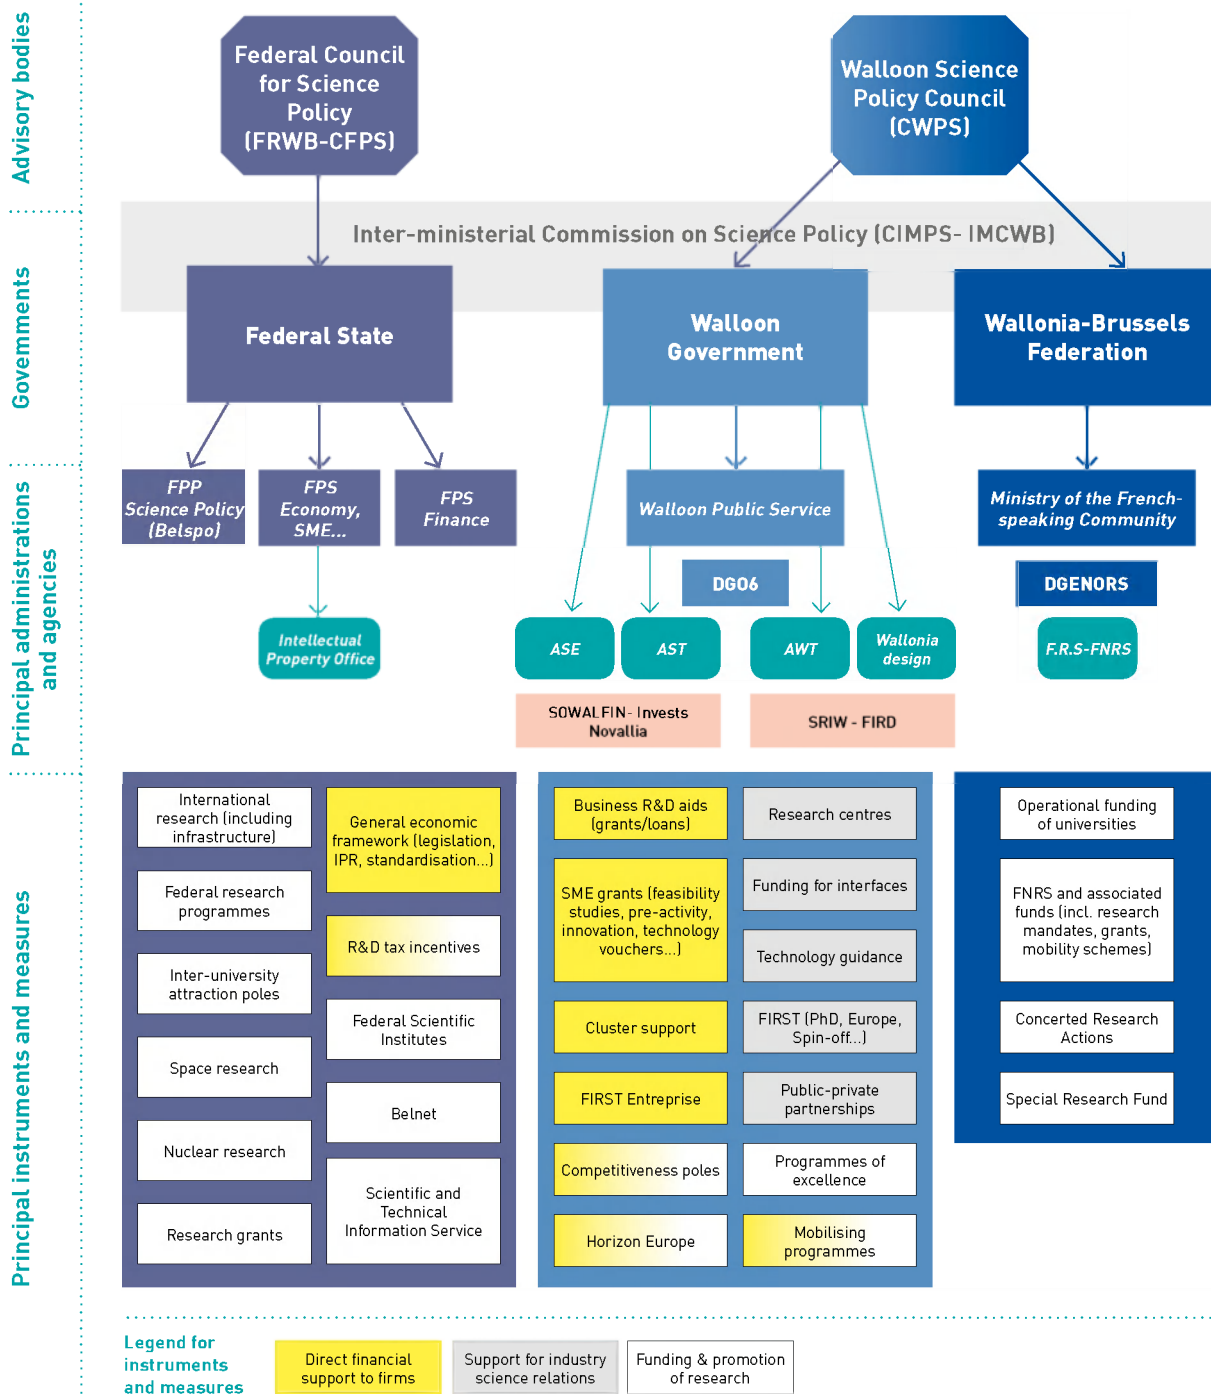 Advisory bodies
Federal Council
for Science
Policy
(FRWB-CFPS)
Walloon Science
Policy Council
(CWPS)
Governments
Inter-ministerial Commission on Science Policy (CIMPS- IMCWB)
Federal State
Walloon
Government
Wallonia-Brussels
Federation
Principal administrations
and agencies
FPP
Science Policy
(Belspo)
FPS
Economy,
SME...
FPS
Finance
Walloon Public Service
Ministry of the French-
speaking Community
DGO6
DGENORS
Intellectual
Property Office
ASE
AST
AWT
Wallonia
design
F.R.S-FNRS
SOWALFIN- Invests
Novallia
SRIW - FIRD
Principal instruments and measures
International
research (including
infrastructure)
Federal research
programmes
Inter-university
attraction poles
Space research
Nuclear research
Research grants
General economic
framework (legislation,
IPR, standardisation...)
R&D tax incentives
Federal Scientific
Institutes
Belnet
Scientific and
Technical
Information Service
Business R&D aids
(grants/loans)
SME grants (feasibility
studies, pre-activity,
innovation, technology
vouchers...)
Cluster support
FIRST Entreprise
Competitiveness poles
Horizon Europe
Research centres
Funding for interfaces
Technology guidance
FIRST (PhD, Europe,
Spin-off...)
Public-private
partnerships
Programmes of
excellence
Mobilising
programmes
Operational funding
of universities
FNRS and associated
funds (incl. research
mandates, grants,
mobility schemes)
Concerted Research
Actions
Special Research Fund
Legend for
instruments
and measures
Direct financial
support to firms
Support for industry
science relations
Funding & promotion
of research